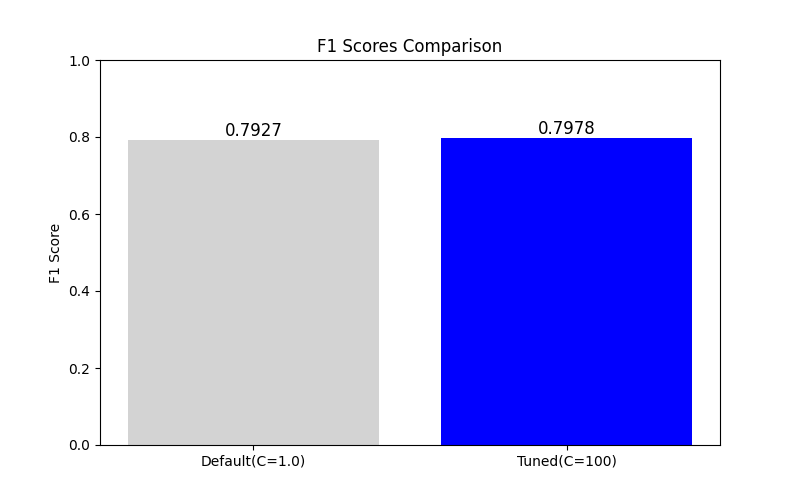 F1 Scores Comparison
1.0
0.8
0.6
0.4
0.2
0.0
F1 Score
0.7927
0.7978
Default(C=1.0)
Tuned(C=100)